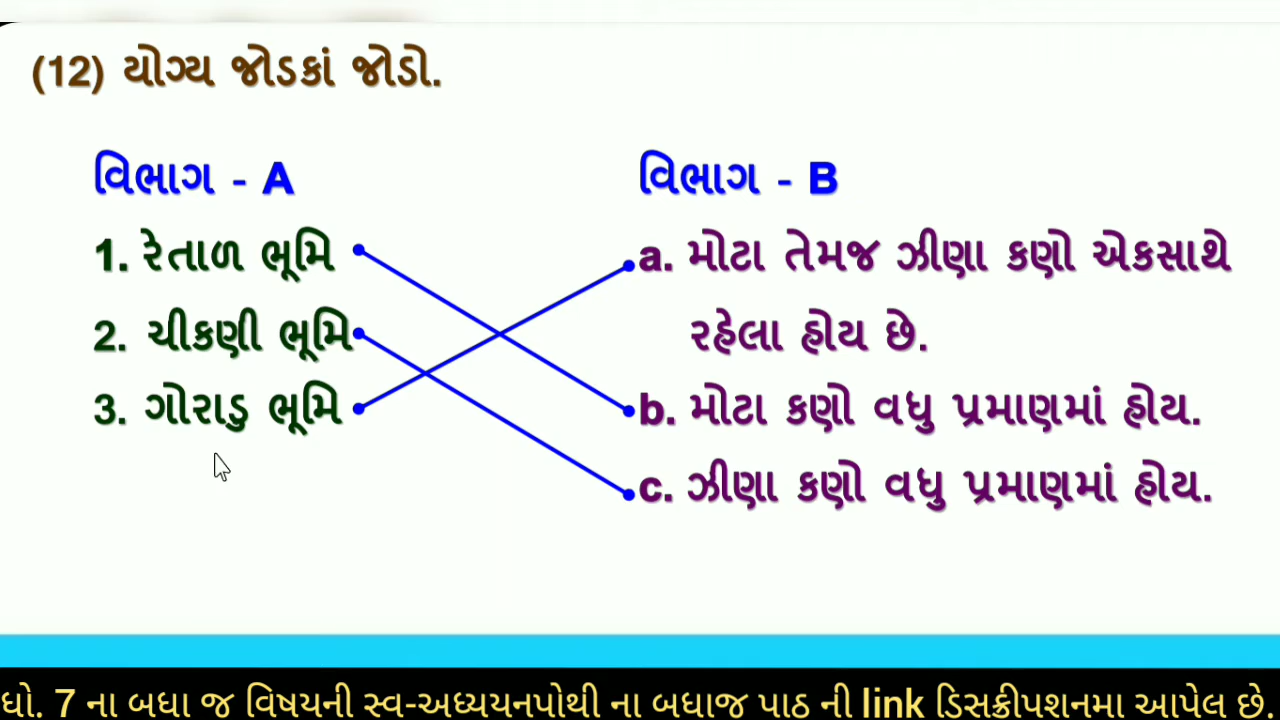 (12) યોગ્ય જોડકાં જોડો.
વિભાગ - A
1. રેતાળ ભૂમિ
2. ચીકણી ભૂમિ
3. ગોરાડુ ભૂમિ
વિભાગ - B
a. મોટા તેમજ ઝીણા કણો એકસાથે
રહેલા હોય છે.
b. મોટા કણો વધુ પ્રમાણમાં હોય.
c. ઝીણા કણો વધુ પ્રમાણમાં હોય.
ધો. 7 ના બધા જ વિષયની સ્વ-અધ્યયનપોથી ના બધાજ પાઠ ની link ડિસક્રીપશનમા આપેલ છે.